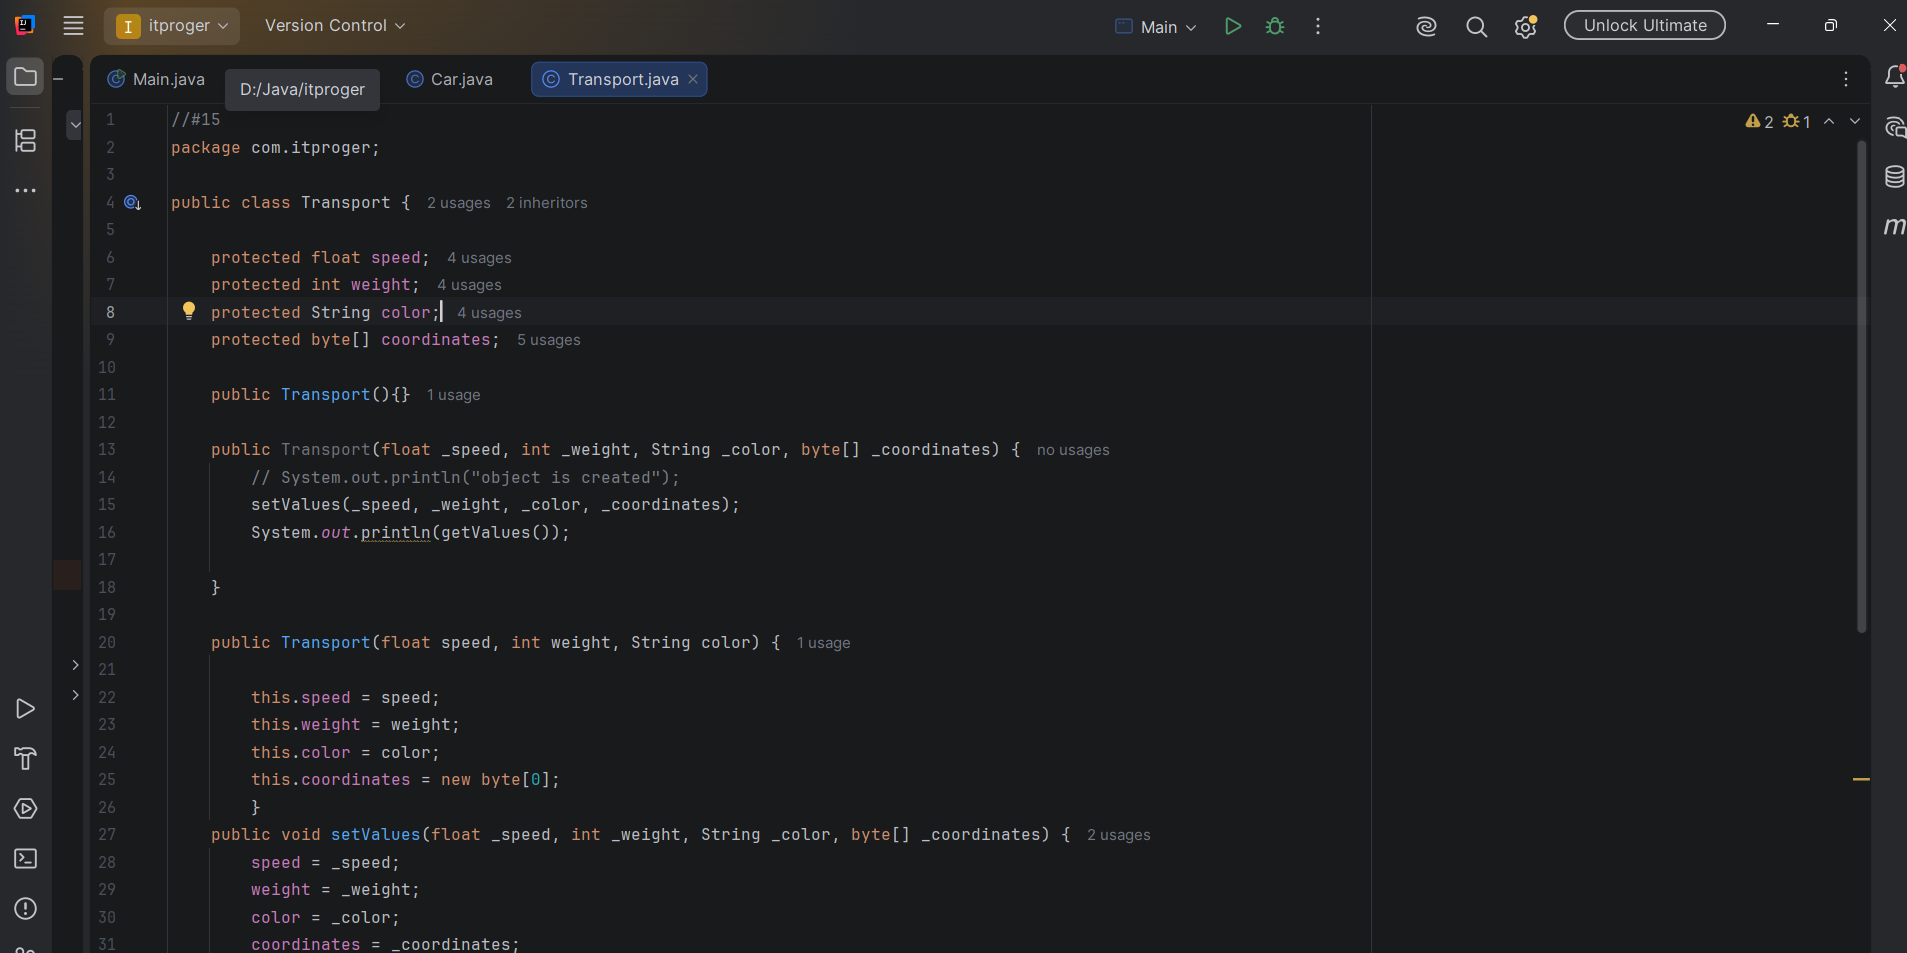 I itproger Version Control Main Unlock Ultimate
Main.java Car.java Transport.java
D:/Java/itproger
2 1
1 //#15
2 package com.itproger;
3
4 public class Transport { 2 usages 2 inheritors
5
6 protected float speed; 4 usages
7 protected int weight; 4 usages
8 protected String color; 4 usages
9 protected byte[] coordinates; 5 usages
10
11 public Transport(){} 1 usage
12
13 public Transport(float _speed, int _weight, String _color, byte[] _coordinates) { no usages
14 // System.out.println("object is created");
15 setValues(_speed, _weight, _color, _coordinates);
16 System.out.println(getValues());
17
18 }
19
20 public Transport(float speed, int weight, String color) { 1 usage
21
22 this.speed = speed;
23 this.weight = weight;
24 this.color = color;
25 this.coordinates = new byte[0];
26 }
27 public void setValues(float _speed, int _weight, String _color, byte[] _coordinates) { 2 usages
28 speed = _speed;
29 weight = _weight;
30 color = _color;
31 coordinates = _coordinates;
m